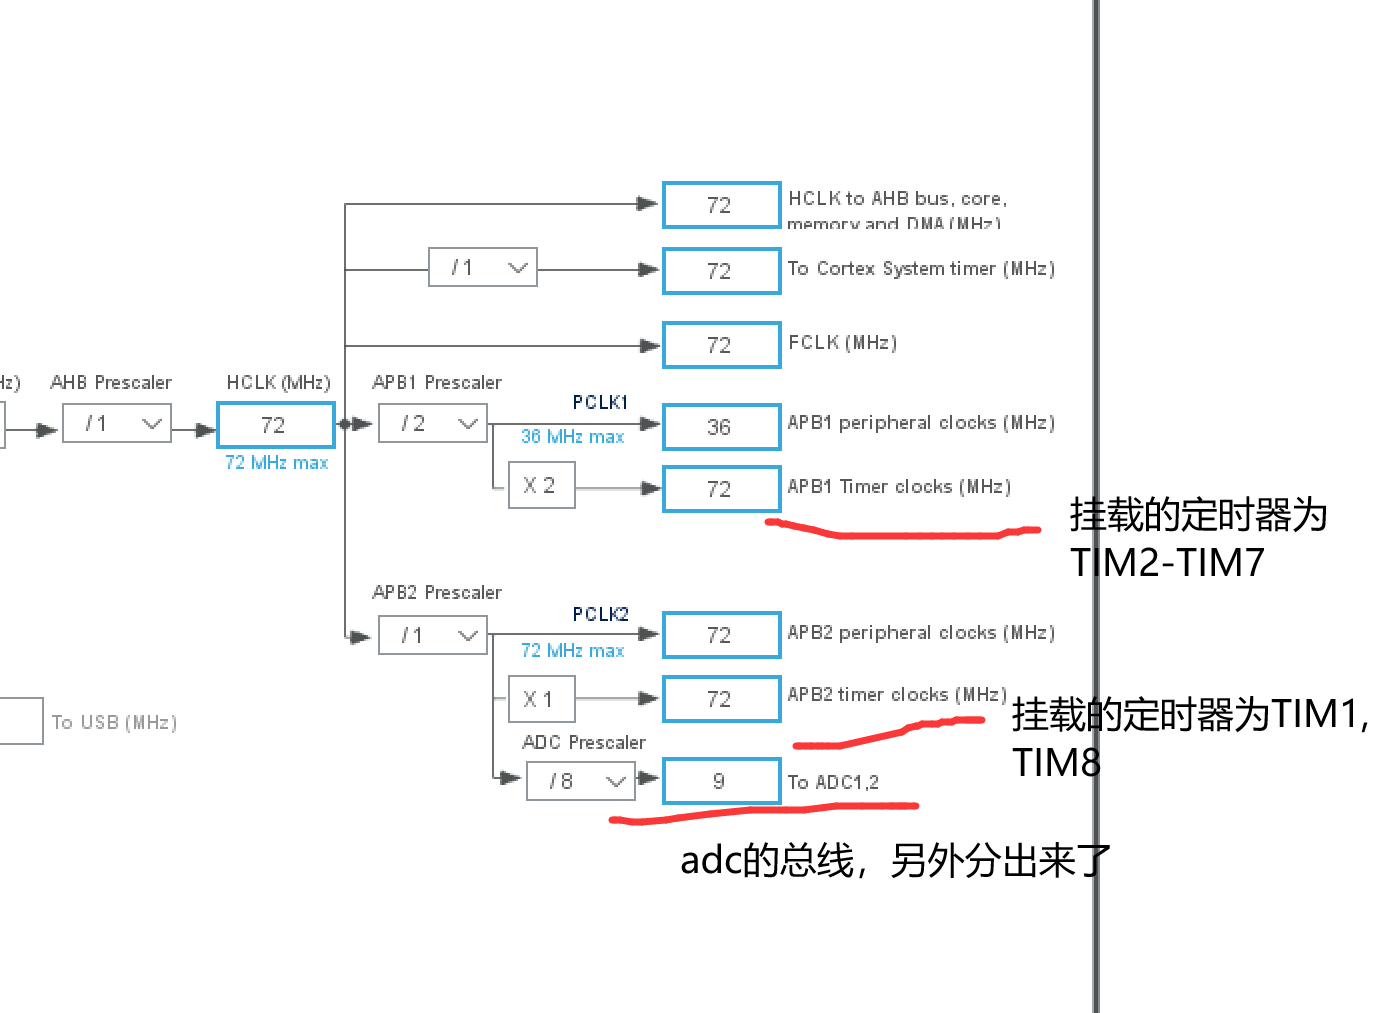 72
HCLK to AHB bus, core,
memory and DMA (MHz)
/ 1
72
To Cortex System timer (MHz)
72
FCLK (MHz)
Hz)
AHB Prescaler
HCLK (MHz)
APB1 Prescaler
/ 1
72
72 MHz max
/ 2
PCLK1
36 MHz max
36
APB1 peripheral clocks (MHz)
X 2
72
APB1 Timer clocks (MHz)
挂载的定时器为
TIM2-TIM7
APB2 Prescaler
/ 1
PCLK2
72 MHz max
72
APB2 peripheral clocks (MHz)
X 1
72
APB2 timer clocks (MHz)
挂载的定时器为TIM1,
TIM8
To USB (MHz)
ADC Prescaler
/ 8
9
To ADC1,2
adc的总线，另外分出来了